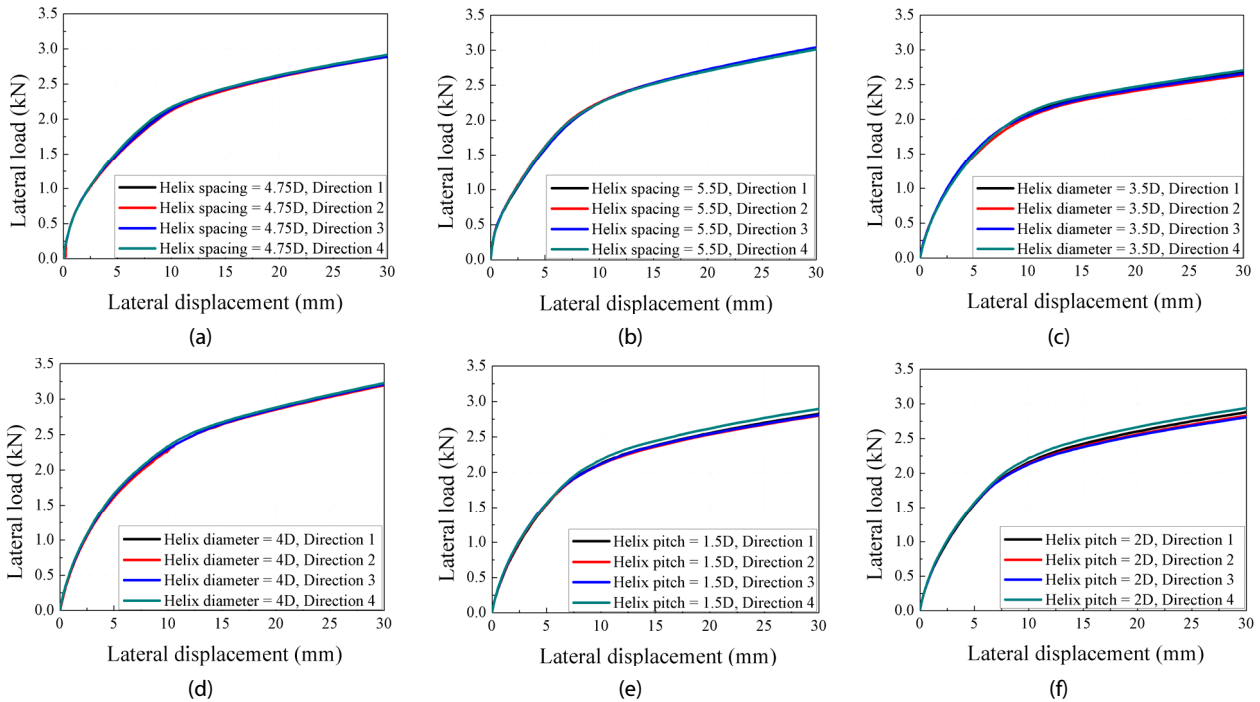 3.5
3.0
2.5
2.0
1.5
1.0
0.5
0.0
Lateral load (kN)
Helix spacing = 4.75D, Direction 1
Helix spacing = 4.75D, Direction 2
Helix spacing = 4.75D, Direction 3
Helix spacing = 4.75D, Direction 4
0 5 10 15 20 25 30
Lateral displacement (mm)
(a)
3.5
3.0
2.5
2.0
1.5
1.0
0.5
0.0
Lateral load (kN)
Helix spacing = 5.5D, Direction 1
Helix spacing = 5.5D, Direction 2
Helix spacing = 5.5D, Direction 3
Helix spacing = 5.5D, Direction 4
0 5 10 15 20 25 30
Lateral displacement (mm)
(b)
3.5
3.0
2.5
2.0
1.5
1.0
0.5
0.0
Lateral load (kN)
Helix diameter = 3.5D, Direction 1
Helix diameter = 3.5D, Direction 2
Helix diameter = 3.5D, Direction 3
Helix diameter = 3.5D, Direction 4
0 5 10 15 20 25 30
Lateral displacement (mm)
(c)
3.5
3.0
2.5
2.0
1.5
1.0
0.5
0.0
Lateral load (kN)
Helix diameter = 4D, Direction 1
Helix diameter = 4D, Direction 2
Helix diameter = 4D, Direction 3
Helix diameter = 4D, Direction 4
0 5 10 15 20 25 30
Lateral displacement (mm)
(d)
3.5
3.0
2.5
2.0
1.5
1.0
0.5
0.0
Lateral load (kN)
Helix pitch = 1.5D, Direction 1
Helix pitch = 1.5D, Direction 2
Helix pitch = 1.5D, Direction 3
Helix pitch = 1.5D, Direction 4
0 5 10 15 20 25 30
Lateral displacement (mm)
(e)
3.5
3.0
2.5
2.0
1.5
1.0
0.5
0.0
Lateral load (kN)
Helix pitch = 2D, Direction 1
Helix pitch = 2D, Direction 2
Helix pitch = 2D, Direction 3
Helix pitch = 2D, Direction 4
0 5 10 15 20 25 30
Lateral displacement (mm)
(f)